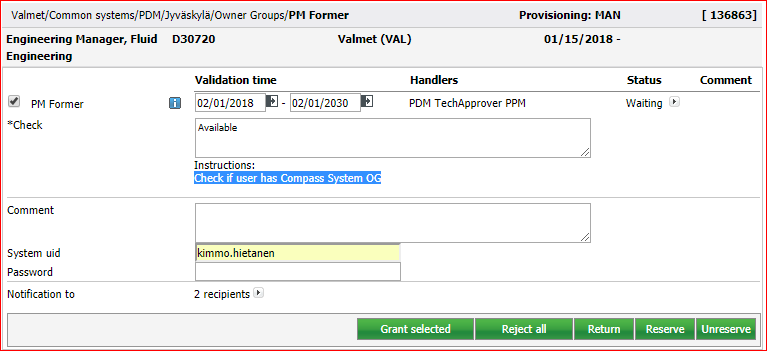 Valmet/Common systems/PDM/Jyväskylä/Owner Groups/PM Former Provisioning: MAN [ 136863]
Engineering Manager, Fluid Engineering D30720 Valmet (VAL) 01/15/2018 -
Validation time Handlers Status Comment
PM Former 02/01/2018 - 02/01/2030 PDM TechApprover PPM Waiting
*Check Available
Instructions:
Check if user has Compass System OG
Comment
System uid kimmo.hietanen
Password
Notification to 2 recipients
Grant selected Reject all Return Reserve Unreserve